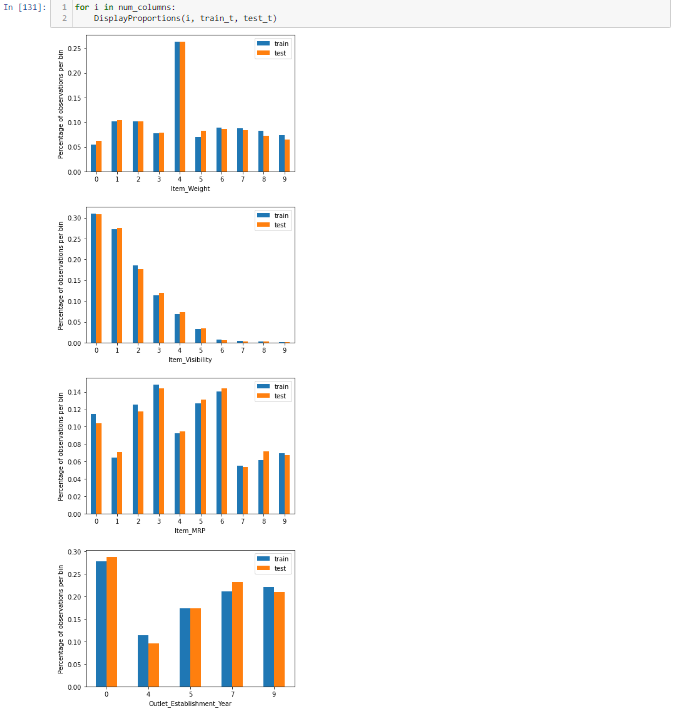 In [131]:
1 for i in num_columns:
2 DisplayProportions(i, train_t, test_t)
Percentage of observations per bin
0.25
0.20
0.15
0.10
0.05
0.00
train
test
0 1 2 3 4 5 6 7 8 9
Item_Weight
Percentage of observations per bin
0.30
0.25
0.20
0.15
0.10
0.05
0.00
train
test
0 1 2 3 4 5 6 7 8 9
Item_Visibility
Percentage of observations per bin
0.14
0.12
0.10
0.08
0.06
0.04
0.02
0.00
train
test
0 1 2 3 4 5 6 7 8 9
Item_MRP
Percentage of observations per bin
0.30
0.25
0.20
0.15
0.10
0.05
0.00
train
test
0 4 5 7 9
Outlet_Establishment_Year